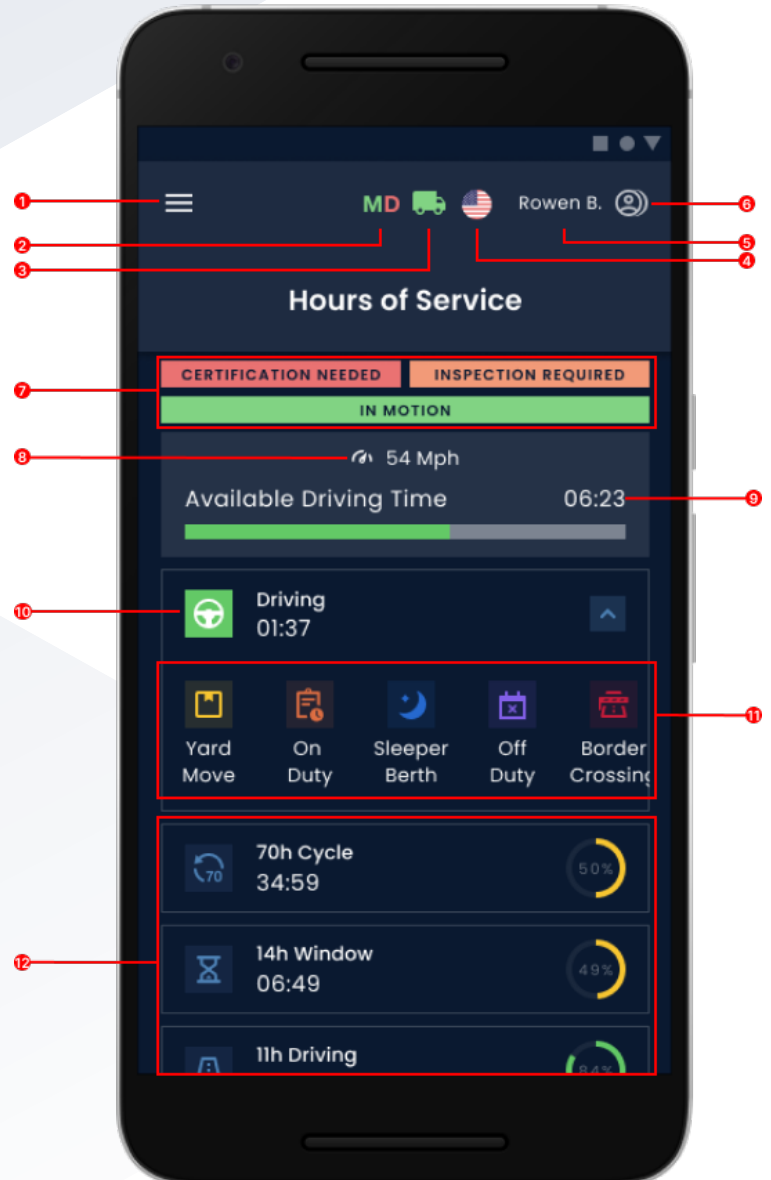 1
MD
Rowen B.
6
2
5
3
4
Hours of Service
CERTIFICATION NEEDED
INSPECTION REQUIRED
7
IN MOTION
8
54 Mph
Available Driving Time
06:23
9
10
Driving
01:37
11
Yard
Move
On
Duty
Sleeper
Berth
Off
Duty
Border
Crossing
70
70h Cycle
34:59
50%
12
14h Window
06:49
49%
11h Driving
84%